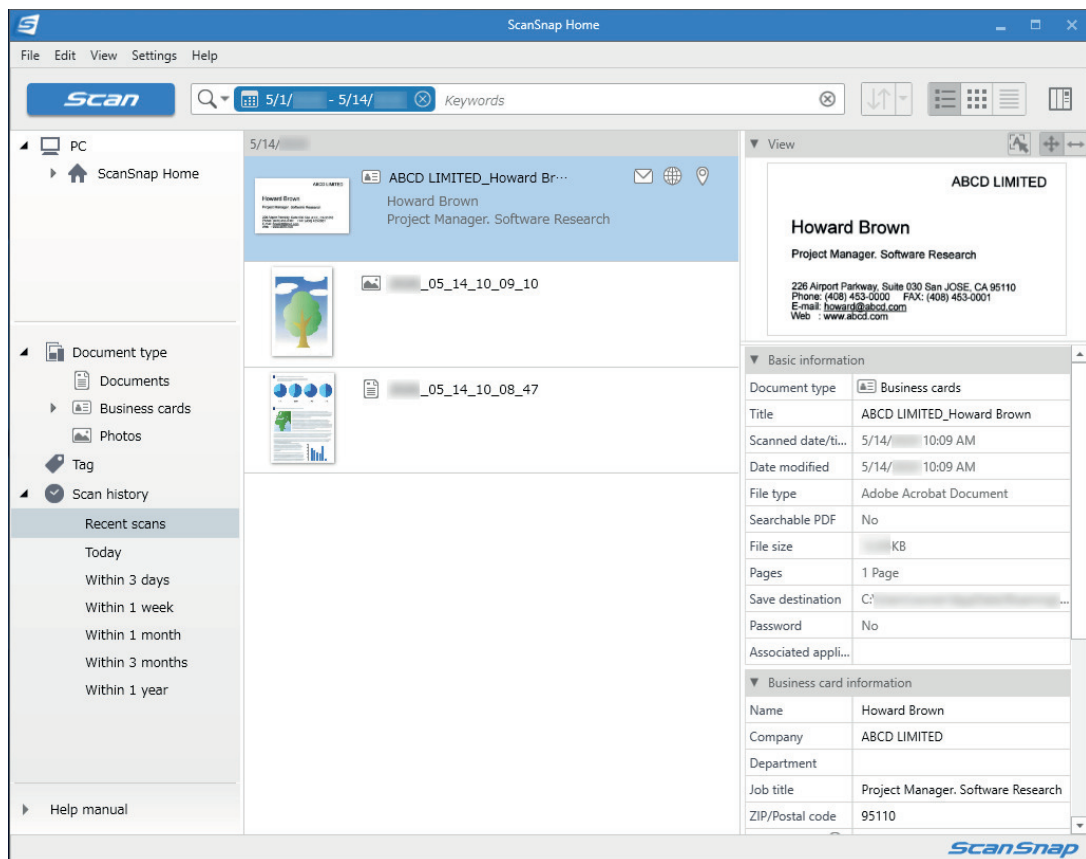 ScanSnap Home
File Edit View Settings Help
Scan
5/1/ - 5/14/
Keywords
PC
ScanSnap Home
Document type
Documents
Business cards
Photos
Tag
Scan history
Recent scans
Today
Within 3 days
Within 1 week
Within 1 month
Within 3 months
Within 1 year
Help manual
5/14/
ABCD LIMITED
Howard Brown
Project Manager. Software Research
ABCD LIMITED_Howard Br...
Howard Brown
Project Manager. Software Research
_05_14_10_09_10
_05_14_10_08_47
View
ABCD LIMITED
Howard Brown
Project Manager. Software Research
226 Airport Parkway, Suite 030 San JOSE, CA 95110
Phone: (408) 453-0000 FAX: (408) 453-0001
E-mail: howard@abcd.com
Web : www.abcd.com
Basic information
Document type Business cards
Title ABCD LIMITED_Howard Brown
Scanned date/ti... 5/14/ 10:09 AM
Date modified 5/14/ 10:09 AM
File type Adobe Acrobat Document
Searchable PDF No
File size KB
Pages 1 Page
Save destination C:\ ...
Password No
Associated appli...
Business card information
Name Howard Brown
Company ABCD LIMITED
Department
Job title Project Manager. Software Research
ZIP/Postal code 95110
ScanSnap